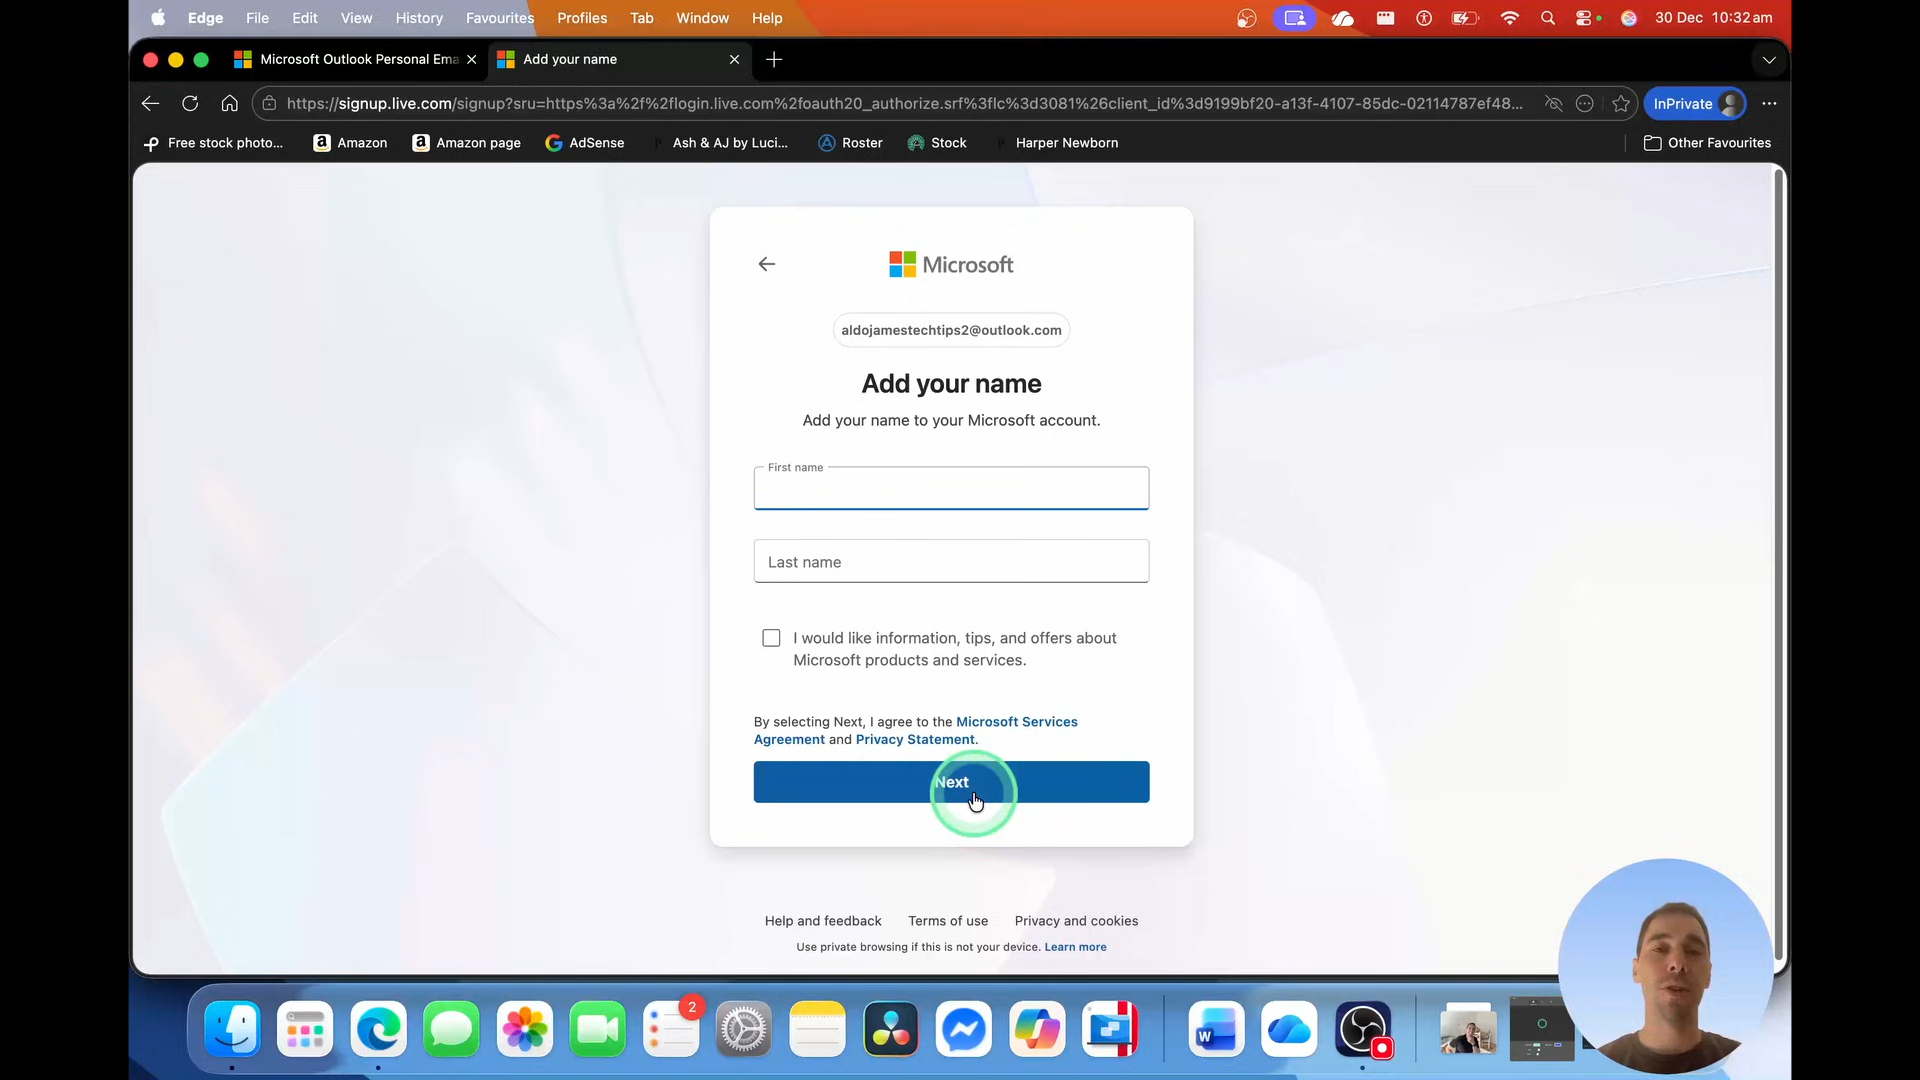 Edge File Edit View History Favourites Profiles Tab Window Help 30 Dec 10:32 am
Microsoft Outlook Personal Ema Add your name
https://signup.live.com/signup?sru=https%3a%2f%2flogin.live.com%2foauth20_authorize.srf%3flc%3d3081%26client_id%3d9199bf20-a13f-4107-85dc-02114787ef48... InPrivate
Free stock photo... Amazon Amazon page AdSense Ash & AJ by Luci... Roster Stock Harper Newborn Other Favourites
Microsoft
aldojamestechtips2@outlook.com
Add your name
Add your name to your Microsoft account.
First name
Last name
I would like information, tips, and offers about
Microsoft products and services.
By selecting Next, I agree to the Microsoft Services
Agreement and Privacy Statement.
Next
Help and feedback Terms of use Privacy and cookies
Use private browsing if this is not your device. Learn more
2
W